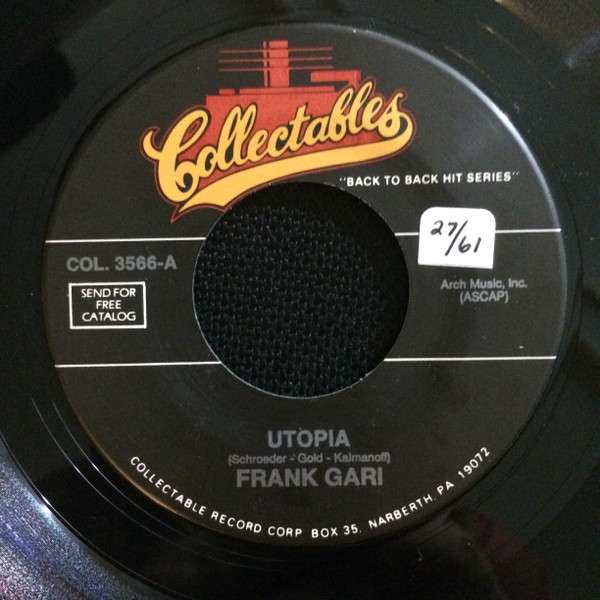 Collectables
"BACK TO BACK HIT SERIES"
27/61
COL. 3566-A
SEND FOR
FREE
CATALOG
Arch Music, Inc.
(ASCAP)
UTOPIA
(Schroeder - Gold - Kalmanoff)
FRANK GARI
COLLECTABLE RECORD CORP BOX 35. NARBERTH, PA 19072